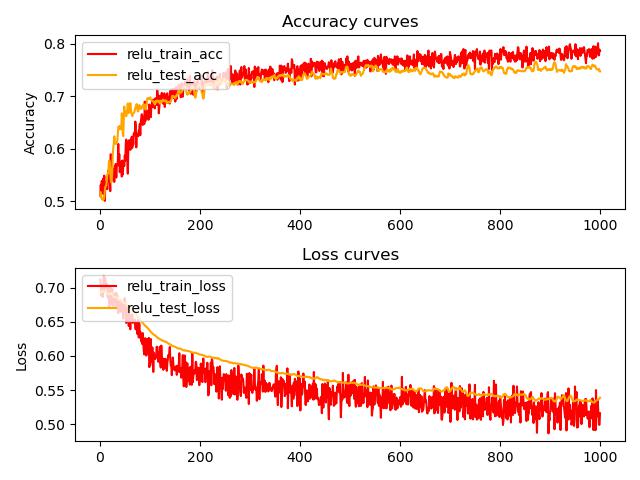 Accuracy curves
Accuracy
0.8
0.7
0.6
0.5
relu_train_acc
relu_test_acc
0 200 400 600 800 1000
Loss curves
Loss
0.70
0.65
0.60
0.55
0.50
relu_train_loss
relu_test_loss
0 200 400 600 800 1000